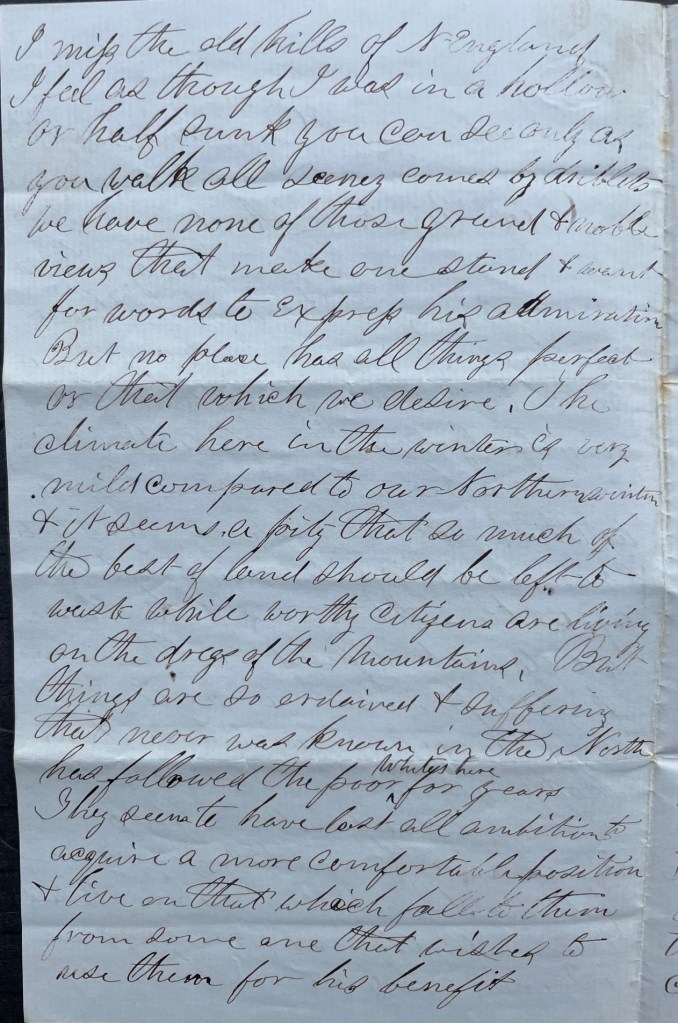 I miss the old hills of N-England
I feel as though I was in a hollow
or half sunk you can see only as
you walk all scenez comes by driblets
we have none of those grand & noble
views that make one stand & want
for words to Express his admiration
But no place has all things perfect
or that which we desire. The
climate here in the winter is very
mild compared to our Northern winters
& it seems a pity that so much of
the best of land should be left to
waste while worthy citizens are living
on the dregs of the mountains. But
things are so ordained & suffering
that never was known in the North
has followed the poor ^ Whitys here for years
They seem to have lost all ambition to
acquire a more comfortable position
& live on that which falls to them
from some one that wishes to
use them for his benefit